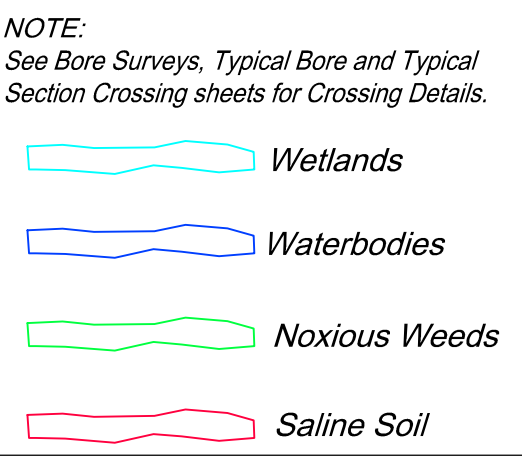 NOTE:
See Bore Surveys, Typical Bore and Typical
Section Crossing sheets for Crossing Details.
Wetlands
Waterbodies
Noxious Weeds
Saline Soil